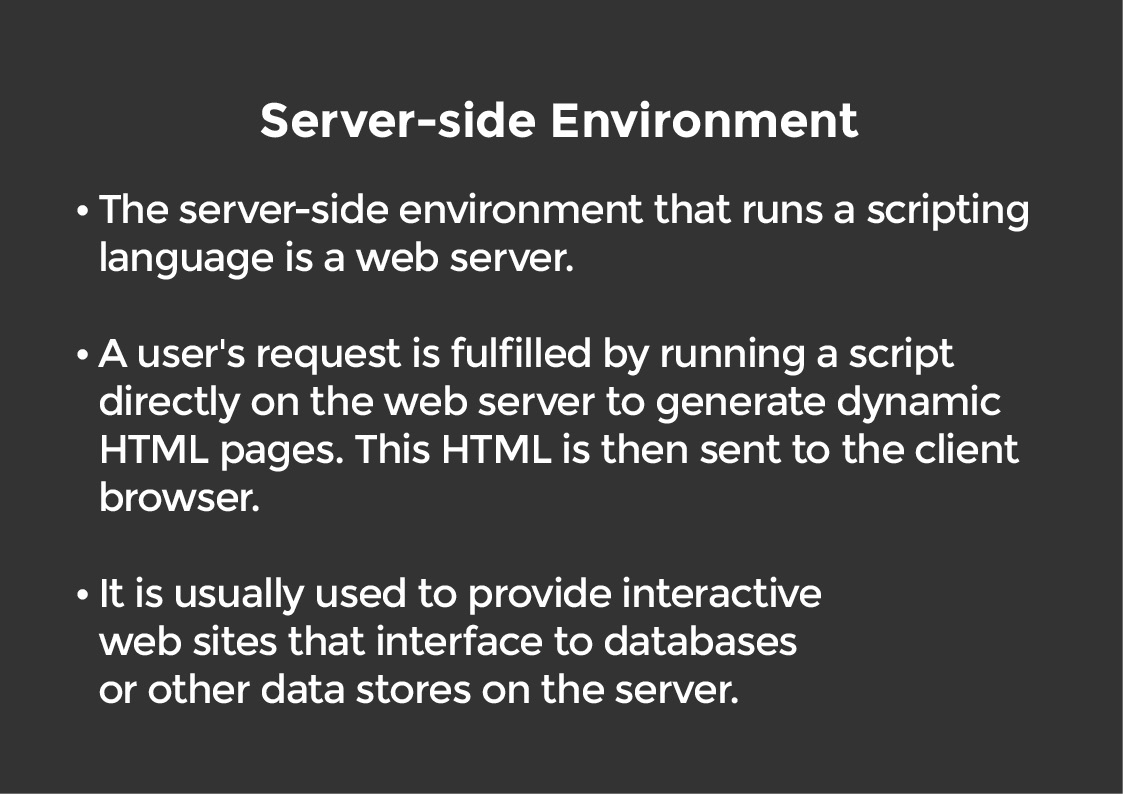 Server-side Environment
• The server-side environment that runs a scripting
language is a web server.
• A user's request is fulfilled by running a script
directly on the web server to generate dynamic
HTML pages. This HTML is then sent to the client
browser.
• It is usually used to provide interactive
web sites that interface to databases
or other data stores on the server.